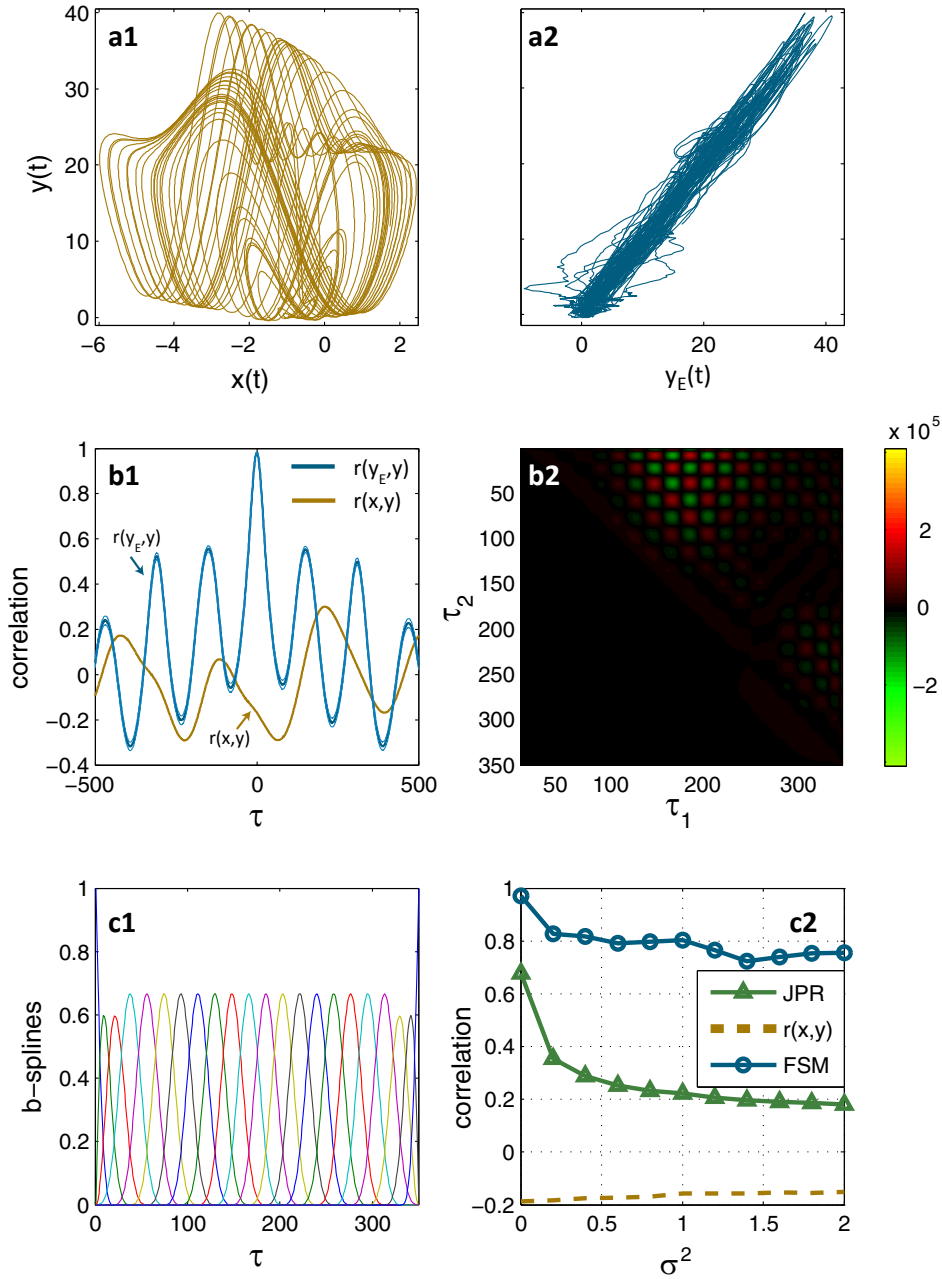 a1
40
30
20
10
0
y(t)
−6
−4
−2
0
2
x(t)
a2
0
20
40
y_E(t)
b1
1
0.8
0.6
0.4
0.2
0
−0.2
−0.4
correlation
r(y_E,y)
r(x,y)
r(y_E,y)
r(x,y)
−500
0
500
τ
b2
50
100
150
200
250
300
350
τ_2
50
100
200
300
τ_1
x 10^5
2
0
−2
c1
1
0.8
0.6
0.4
0.2
0
b−splines
0
100
200
300
τ
c2
1
0.8
0.6
0.4
0.2
0
−0.2
correlation
JPR
r(x,y)
FSM
0
0.5
1
1.5
2
σ^2